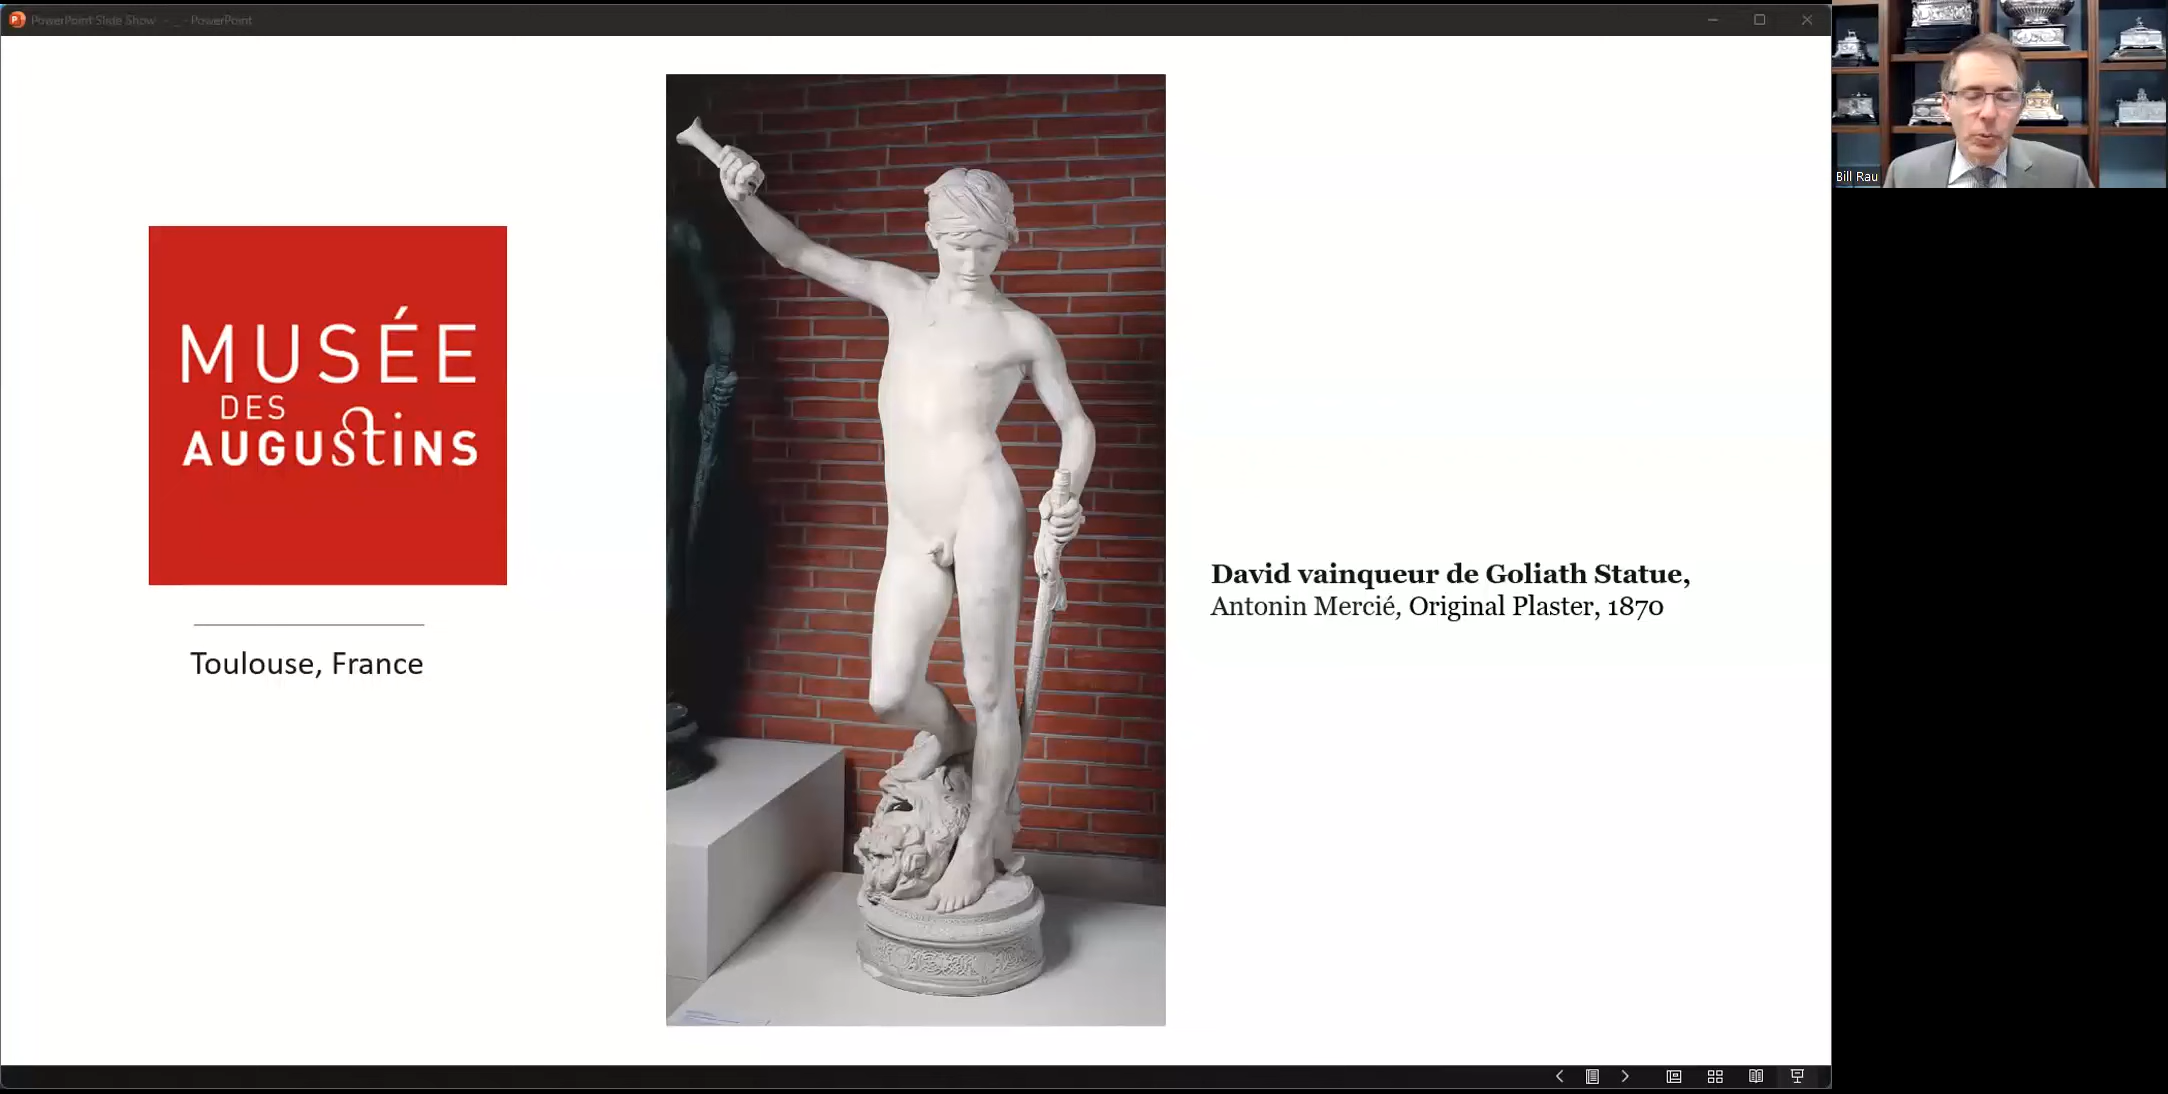 PowerPoint Slide Show - _ - PowerPoint
Bill Rau
MUSÉE
DES
AUGUSTINS
Toulouse, France
David vainqueur de Goliath Statue,
Antonin Mercié, Original Plaster, 1870